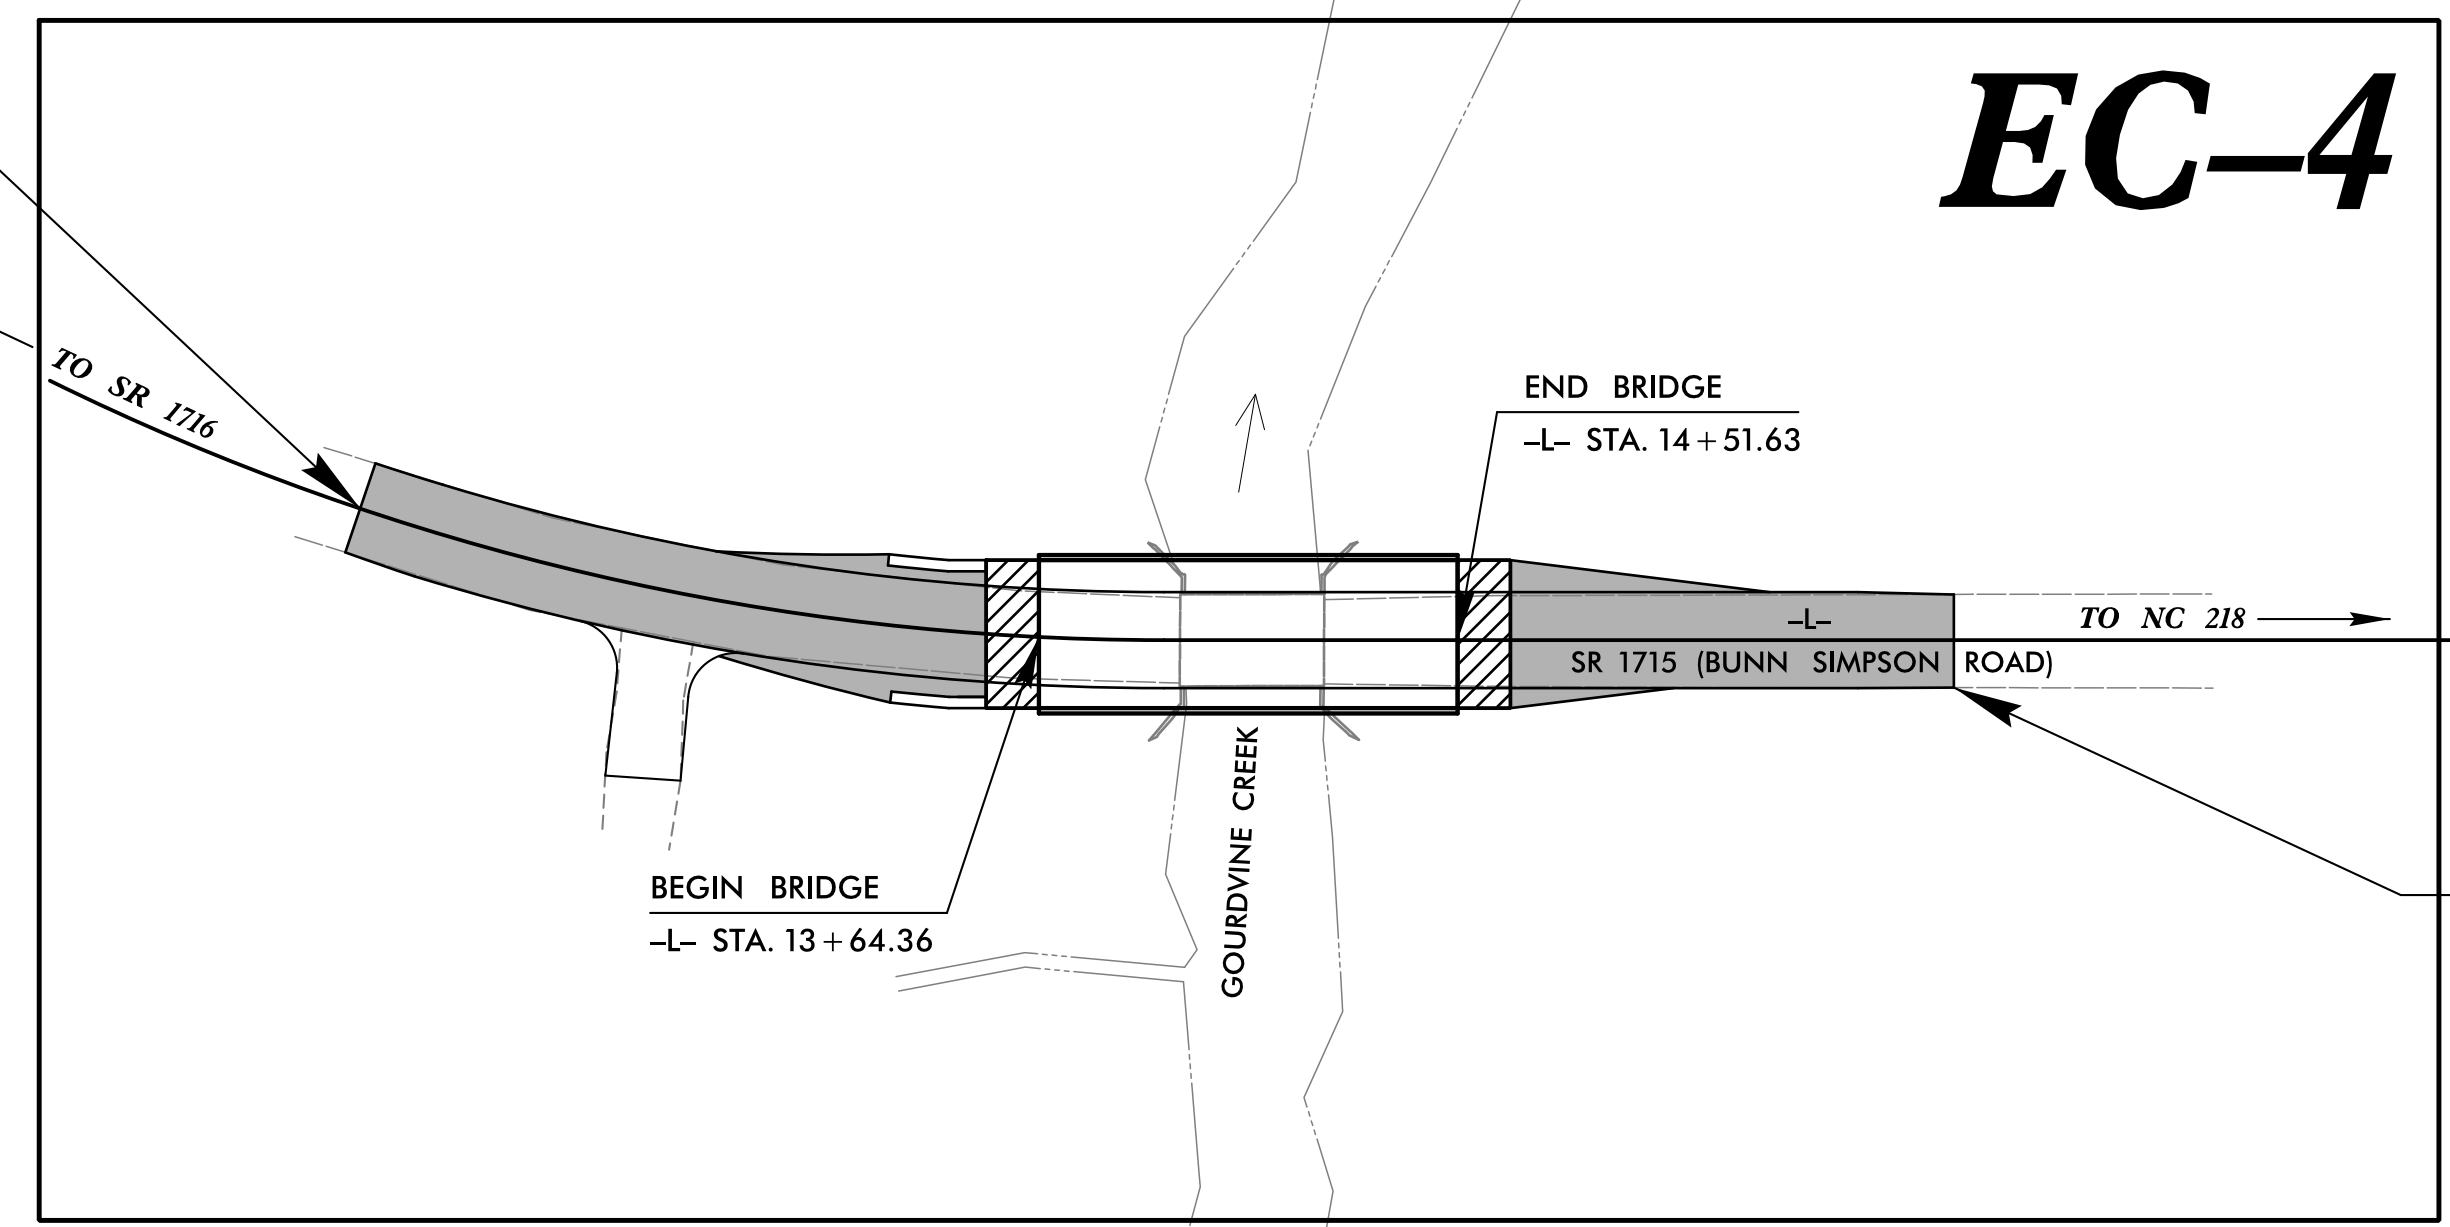 EC–4
TO SR 1716
END BRIDGE
–L– STA. 14+51.63
–L–
TO NC 218
SR 1715 (BUNN SIMPSON ROAD)
GOURDVINE CREEK
BEGIN BRIDGE
–L– STA. 13+64.36